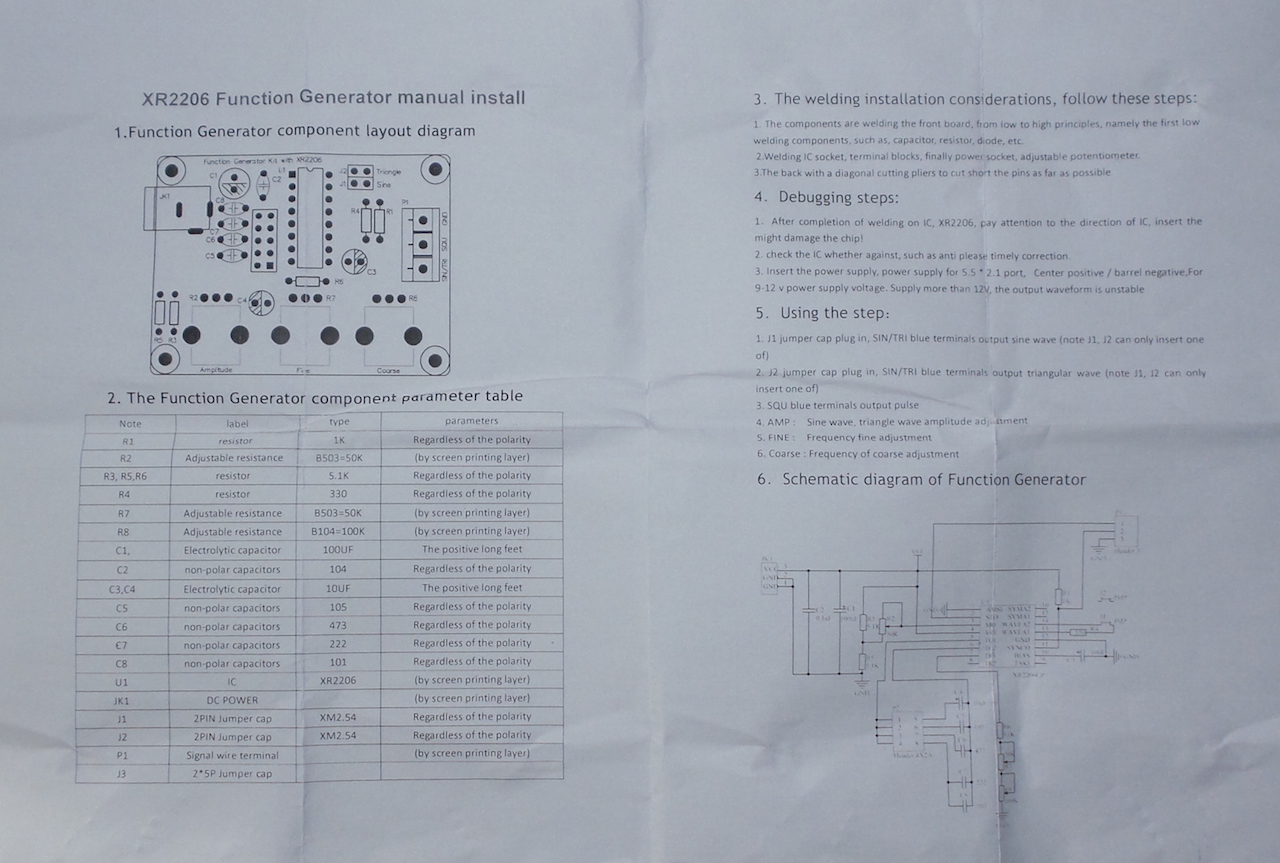 XR2206 Function Generator manual install
1.Function Generator component layout diagram
Function Generator Kit with XR2206
C1
C2
J2 Triangle
J1 Sine
JK1
C8
P1
R4 R1
GND
C7
C6
C5
C3
R6
R2 C4 R7 R8
R5 R3
Amplitude Coarse
2. The Function Generator component parameter table
Note label type parameters
R1 resistor 1K Regardless of the polarity
R2 Adjustable resistance B503=50K (by screen printing layer)
R3, R5,R6 resistor 5.1K Regardless of the polarity
R4 resistor 330 Regardless of the polarity
R7 Adjustable resistance B503=50K (by screen printing layer)
R8 Adjustable resistance B104=100K (by screen printing layer)
C1, Electrolytic capacitor 100UF The positive long feet
C2 non-polar capacitors 104 Regardless of the polarity
C3,C4 Electrolytic capacitor 10UF The positive long feet
C5 non-polar capacitors 105 Regardless of the polarity
C6 non-polar capacitors 473 Regardless of the polarity
C7 non-polar capacitors 222 Regardless of the polarity
C8 non-polar capacitors 101 Regardless of the polarity
U1 IC XR2206 (by screen printing layer)
JK1 DC POWER (by screen printing layer)
J1 2PIN Jumper cap XM2.54 Regardless of the polarity
J2 2PIN Jumper cap XM2.54 Regardless of the polarity
P1 Signal wire terminal (by screen printing layer)
J3 2*5P Jumper cap
3. The welding installation considerations, follow these steps:
1. The components are welding the front board, from low to high principles, namely the first low
welding components, such as, capacitor, resistor, diode, etc.
2.Welding IC socket, terminal blocks, finally power socket, adjustable potentiometer.
3.The back with a diagonal cutting pliers to cut short the pins as far as possible
4. Debugging steps:
1. After completion of welding on IC, XR2206, pay attention to the direction of IC, insert the
might damage the chip!
2. check the IC whether against, such as anti please timely correction.
3. Insert the power supply, power supply for 5.5 * 2.1 port, Center positive / barrel negative,For
9-12 v power supply voltage. Supply more than 12V, the output waveform is unstable
5. Using the step:
1. J1 jumper cap plug in, SIN/TRI blue terminals output sine wave (note J1, J2 can only insert one
of)
2. J2 jumper cap plug in, SIN/TRI blue terminals output triangular wave (note J1, J2 can only
insert one of)
3. SQU blue terminals output pulse
4. AMP : Sine wave, triangle wave amplitude adjustment
5. FINE : Frequency fine adjustment
6. Coarse : Frequency of coarse adjustment
6. Schematic diagram of Function Generator
VCC
GND
GND